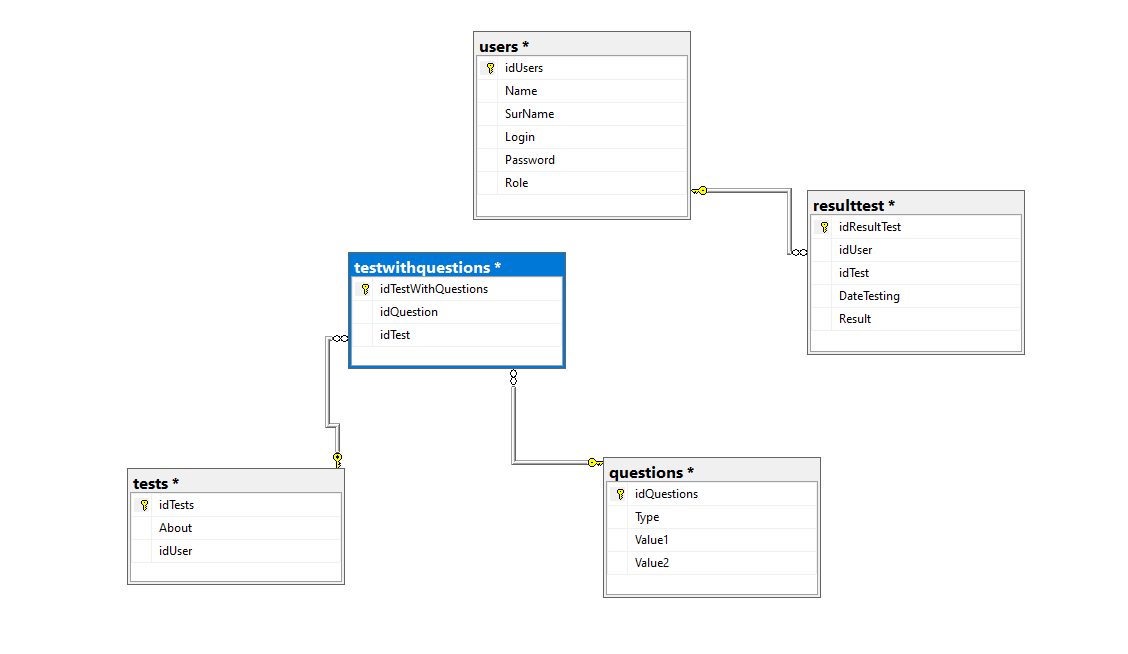 users *
idUsers
Name
SurName
Login
Password
Role
resulttest *
idResultTest
idUser
idTest
DateTesting
Result
testwithquestions *
idTestWithQuestions
idQuestion
idTest
tests *
idTests
About
idUser
questions *
idQuestions
Type
Value1
Value2